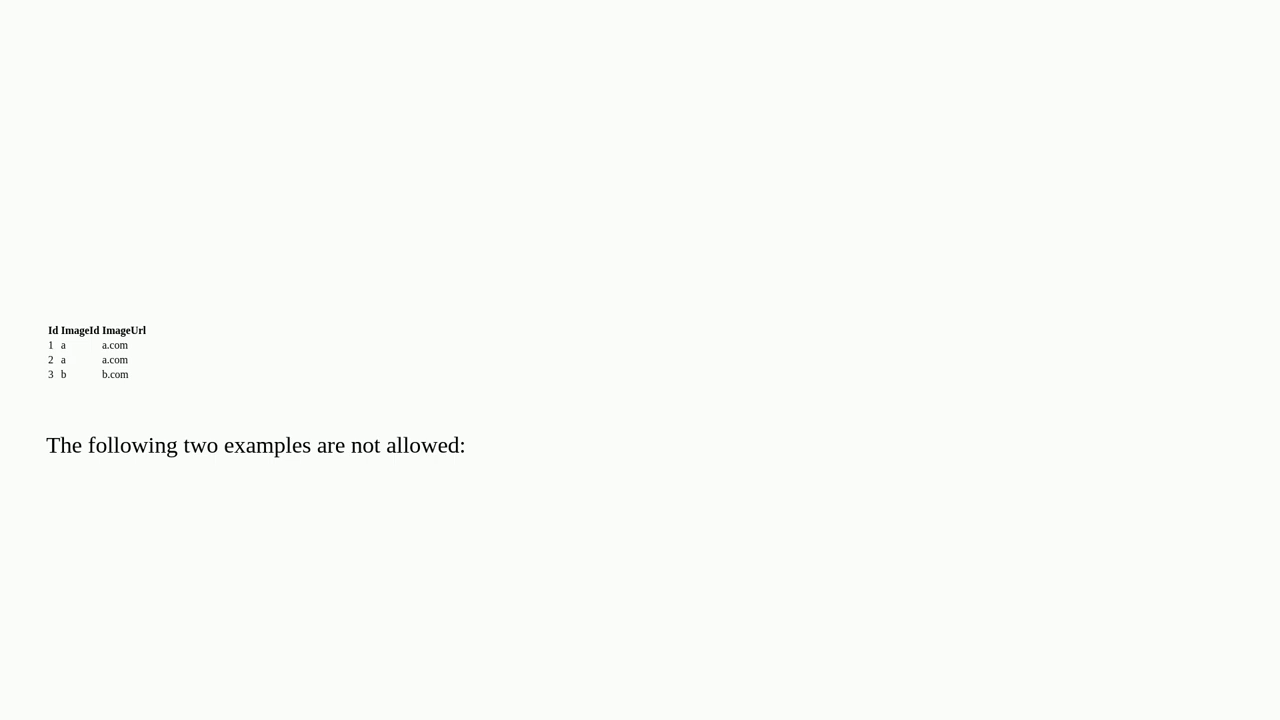 Id ImageId ImageUrl
1 a a.com
2 a a.com
3 b b.com
The following two examples are not allowed: